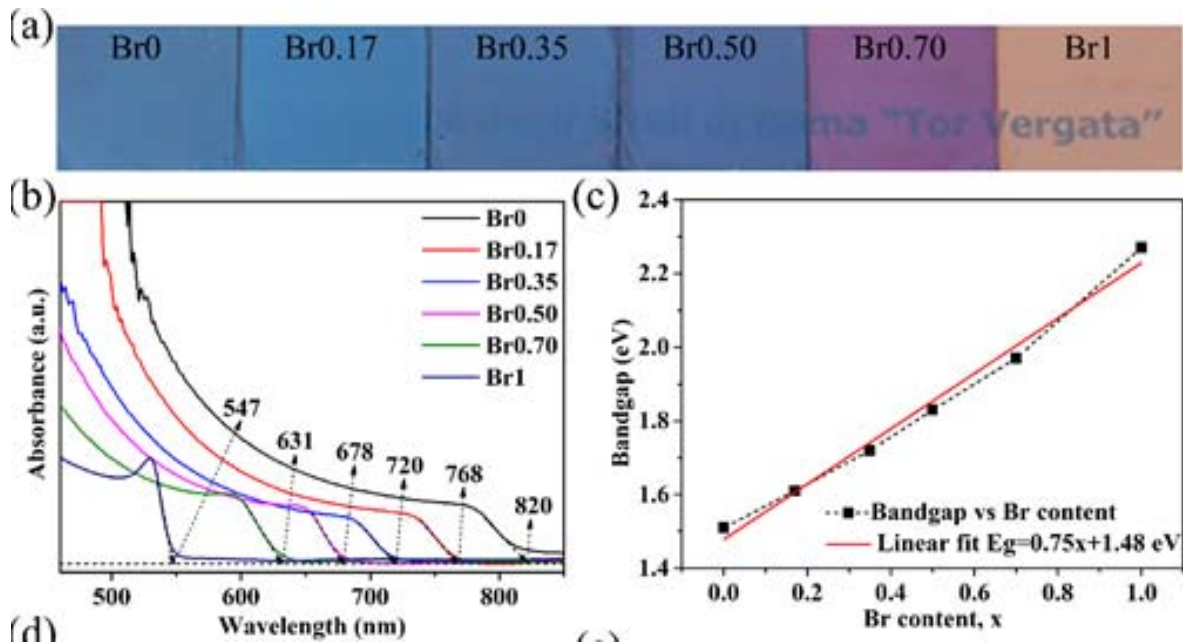 (a)
Br0 Br0.17 Br0.35 Br0.50 Br0.70 Br1
Roma "Tor Vergata"
(b)
Br0
Br0.17
Br0.35
Br0.50
Br0.70
Br1
547
631
678
720
768
820
Absorbance (a.u.)
500 600 700 800
Wavelength (nm)
(c)
2.4
2.2
2.0
1.8
1.6
1.4
Bandgap (eV)
Bandgap vs Br content
Linear fit Eg=0.75x+1.48 eV
0.0 0.2 0.4 0.6 0.8 1.0
Br content, x
(d)